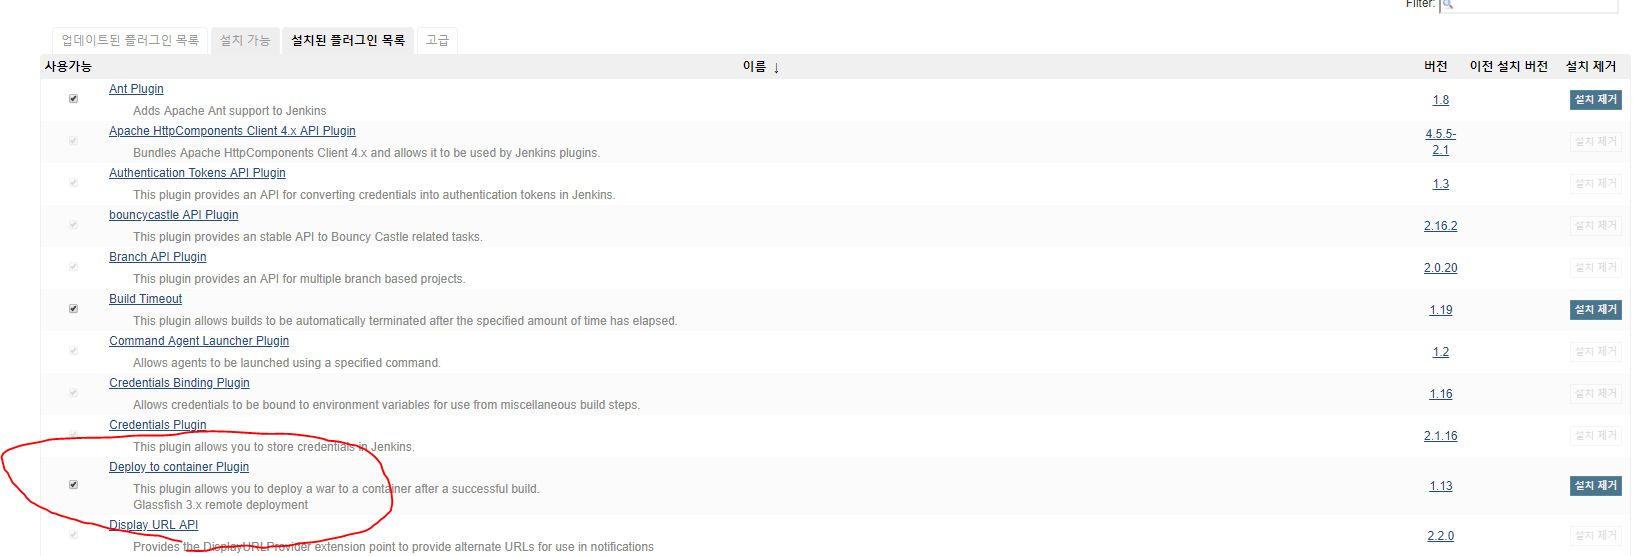 Filter:
업데이트된 플러그인 목록 설치 가능 설치된 플러그인 목록 고급
사용가능 이름 ↓ 버전 이전 설치 버전 설치 제거
Ant Plugin
Adds Apache Ant support to Jenkins
1.8 설치 제거
Apache HttpComponents Client 4.x API Plugin
Bundles Apache HttpComponents Client 4.x and allows it to be used by Jenkins plugins.
4.5.5-
2.1
설치 제거
Authentication Tokens API Plugin
This plugin provides an API for converting credentials into authentication tokens in Jenkins.
1.3 설치 제거
bouncycastle API Plugin
This plugin provides an stable API to Bouncy Castle related tasks.
2.16.2 설치 제거
Branch API Plugin
This plugin provides an API for multiple branch based projects.
2.0.20 설치 제거
Build Timeout
This plugin allows builds to be automatically terminated after the specified amount of time has elapsed.
1.19 설치 제거
Command Agent Launcher Plugin
Allows agents to be launched using a specified command.
1.2 설치 제거
Credentials Binding Plugin
Allows credentials to be bound to environment variables for use from miscellaneous build steps.
1.16 설치 제거
Credentials Plugin
This plugin allows you to store credentials in Jenkins.
2.1.16 설치 제거
Deploy to container Plugin
This plugin allows you to deploy a war to a container after a successful build.
Glassfish 3.x remote deployment
1.13 설치 제거
Display URL API
Provides the DisplayURLProvider extension point to provide alternate URLs for use in notifications
2.2.0 설치 제거